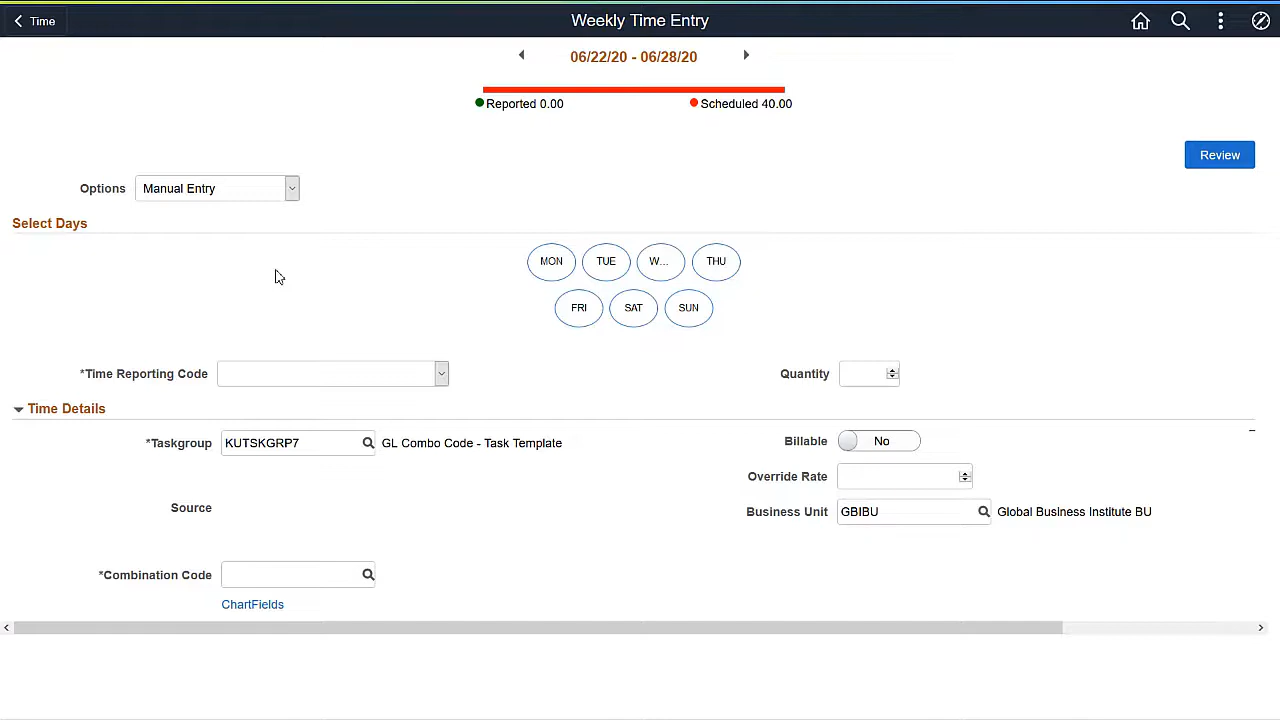 Time
Weekly Time Entry
06/22/20 - 06/28/20
Reported 0.00
Scheduled 40.00
Review
Options
Manual Entry
Select Days
MON
TUE
W...
THU
FRI
SAT
SUN
*Time Reporting Code
Quantity
Time Details
*Taskgroup
KUTSKGRP7
GL Combo Code - Task Template
Billable
No
Override Rate
Source
Business Unit
GBIBU
Global Business Institute BU
*Combination Code
ChartFields